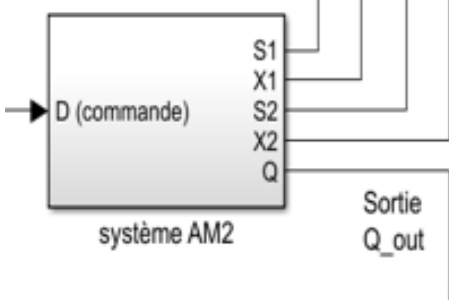 S1
X1
D (commande)
S2
X2
Q
système AM2
Sortie
Q_out